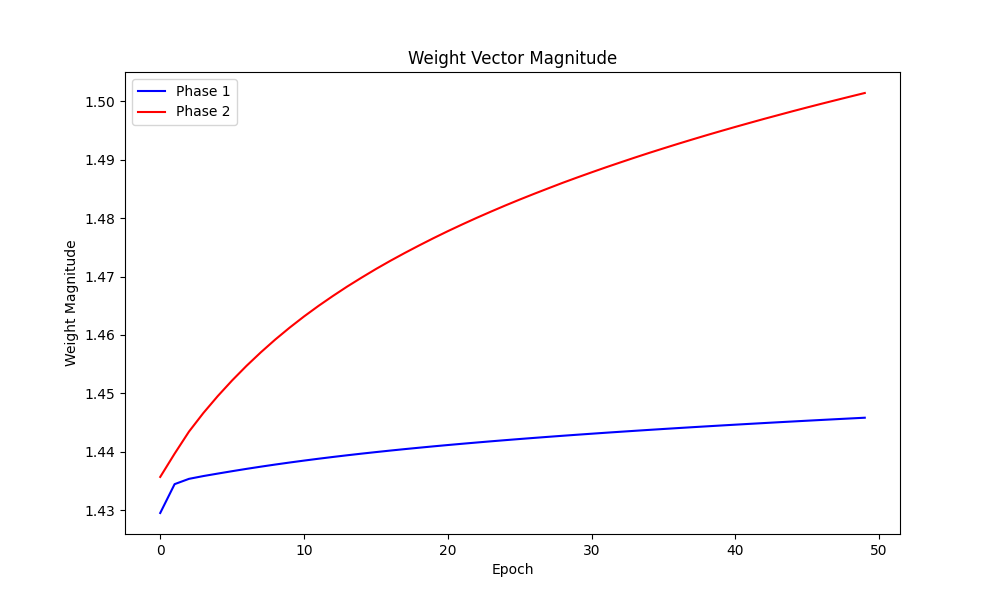 Weight Vector Magnitude
Phase 1
Phase 2
1.50
1.49
1.48
1.47
1.46
1.45
1.44
1.43
Weight Magnitude
0 10 20 30 40 50
Epoch